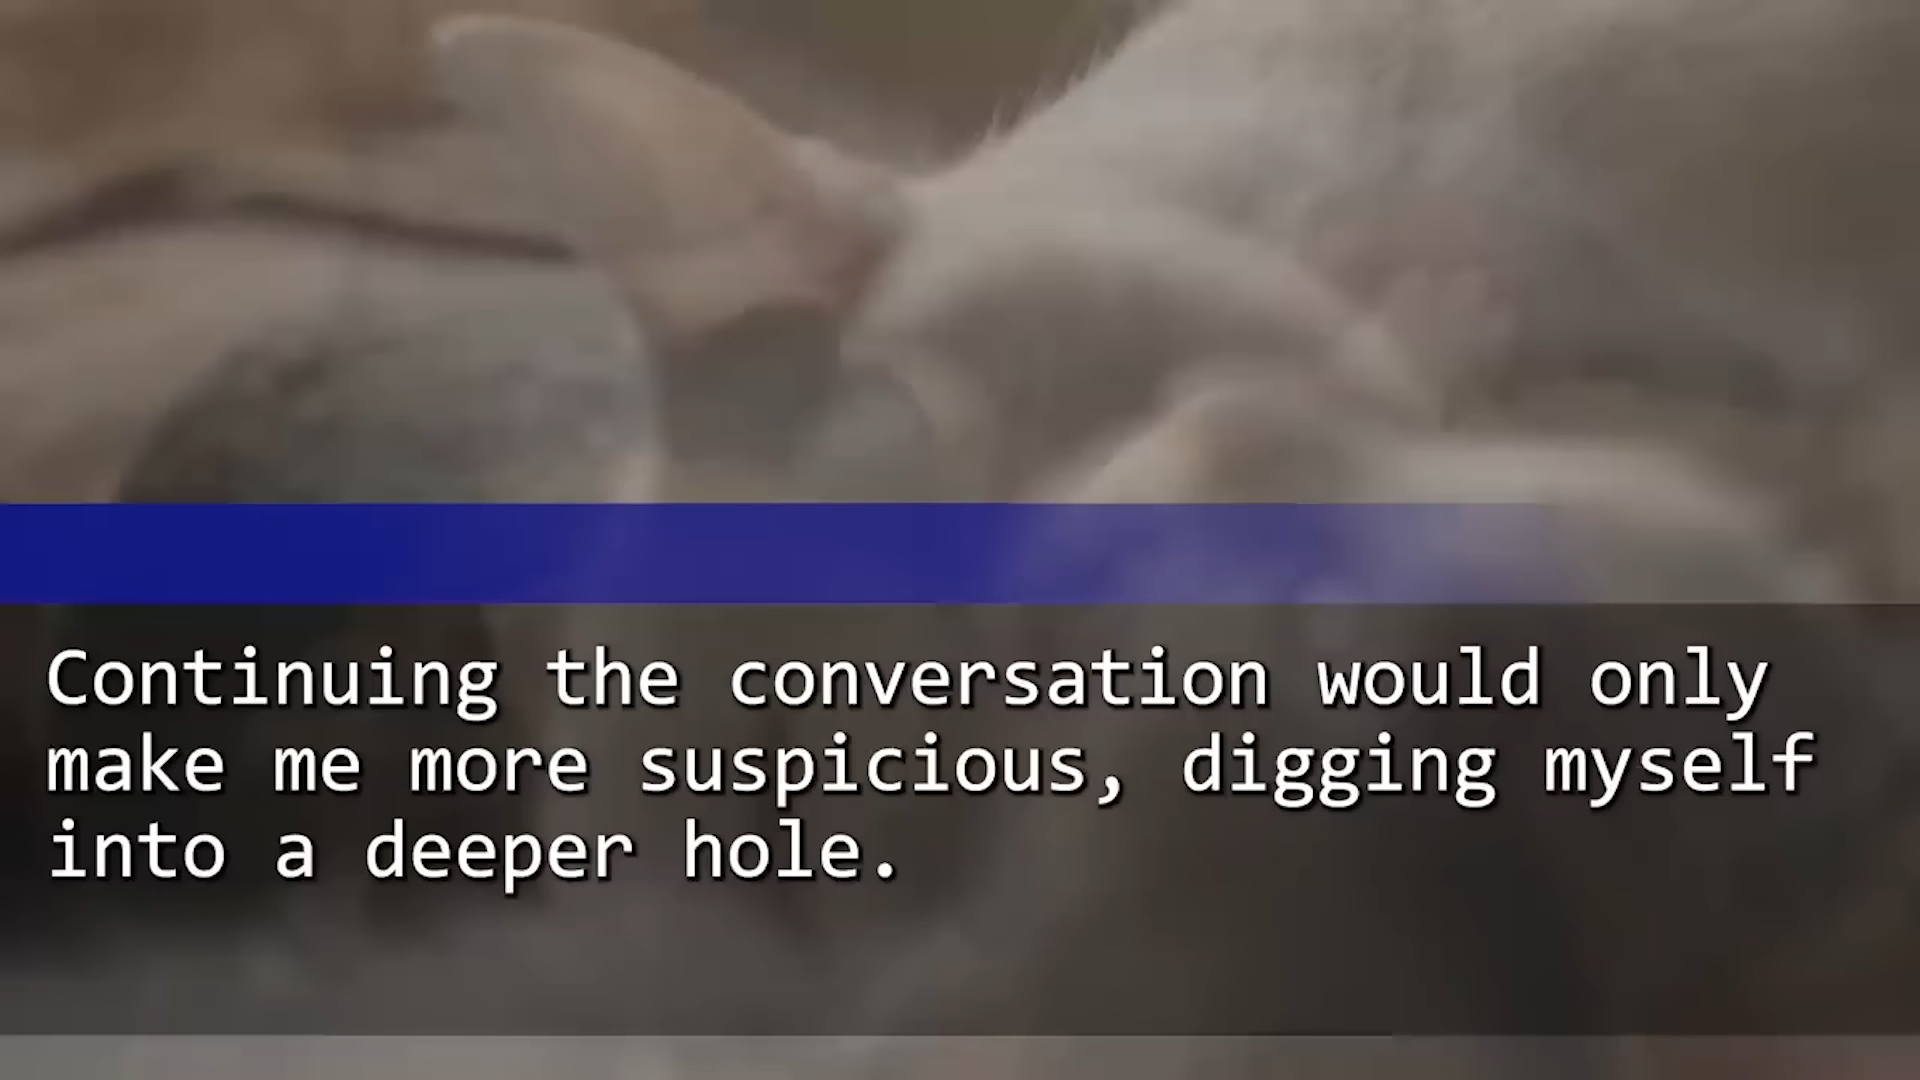 Continuing the conversation would only
make me more suspicious, digging myself
into a deeper hole.